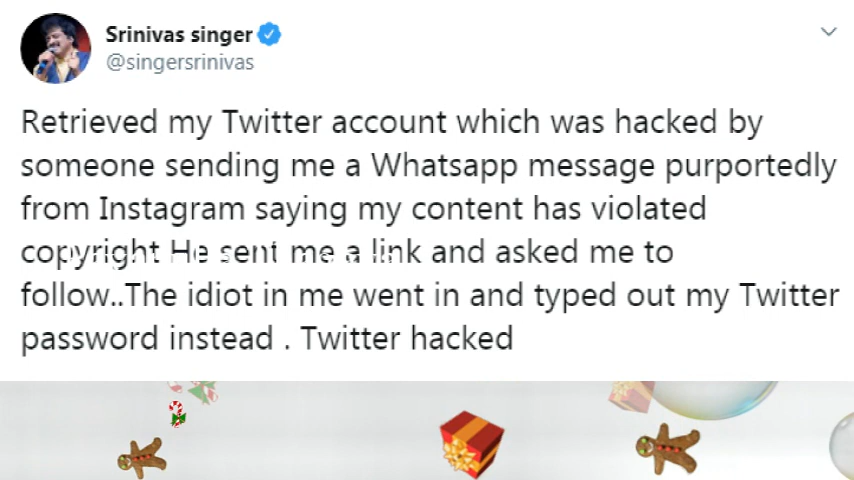 Srinivas singer
@singersrinivas
Retrieved my Twitter account which was hacked by
someone sending me a Whatsapp message purportedly
from Instagram saying my content has violated
copyright He sent me a link and asked me to
follow..The idiot in me went in and typed out my Twitter
password instead . Twitter hacked